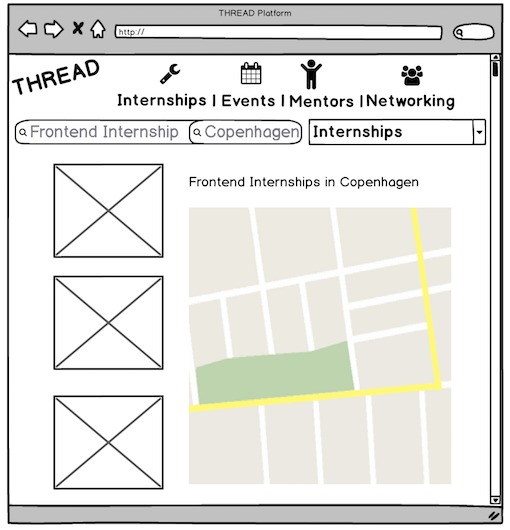 THREAD Platform
http://
THREAD
Internships | Events | Mentors | Networking
Frontend Internship Copenhagen Internships
Frontend Internships in Copenhagen